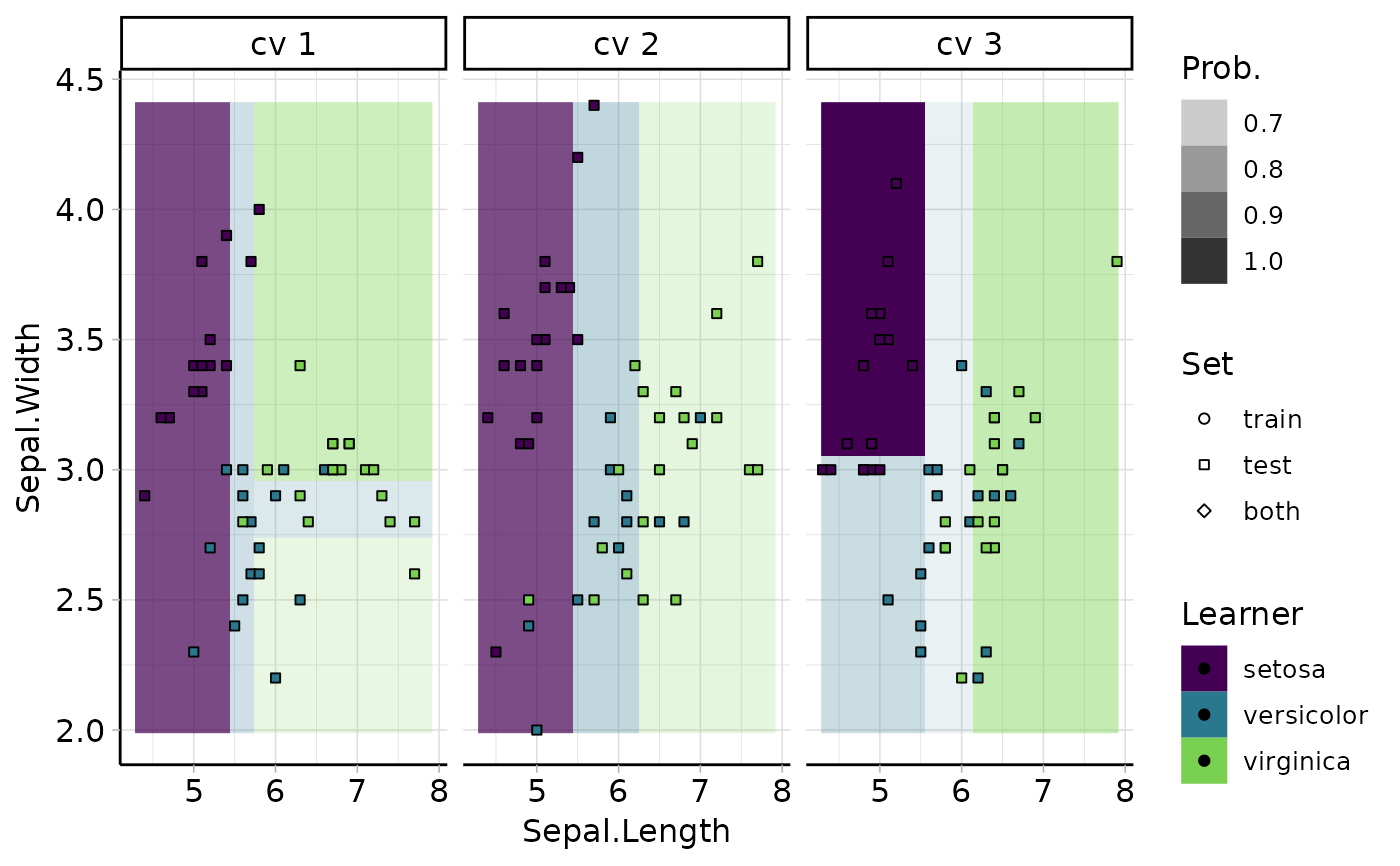 cv 1
cv 2
cv 3
4.5
4.0
3.5
3.0
2.5
2.0
Sepal.Width
5 6 7 8
5 6 7 8
5 6 7 8
Sepal.Length
Prob.
0.7
0.8
0.9
1.0
Set
train
test
both
Learner
setosa
versicolor
virginica